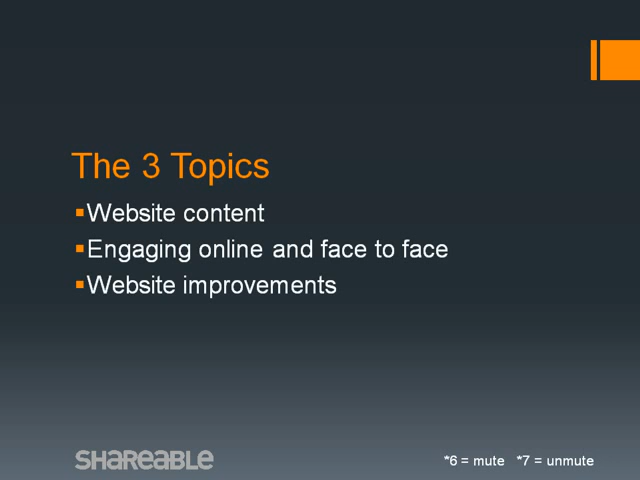 The 3 Topics
Website content
Engaging online and face to face
Website improvements
SHaReaBLe
*6 = mute   *7 = unmute